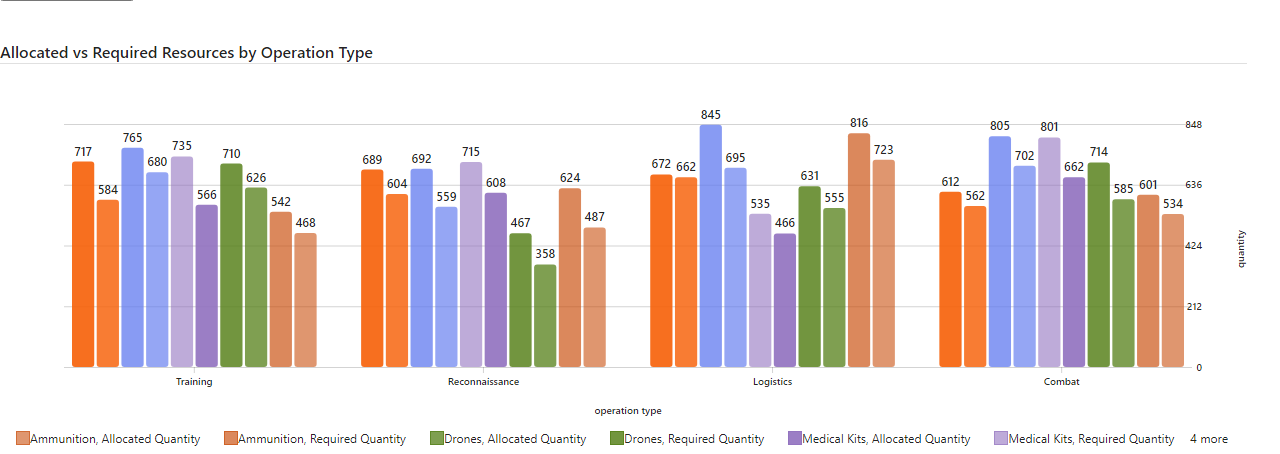 Allocated vs Required Resources by Operation Type
717 584 765 680 735 566 710 626 542 468
689 604 692 559 715 608 467 358 624 487
672 662 845 695 535 466 631 555 816 723
612 562 805 702 801 662 714 585 601 534
848
636
424
212
0
quantity
Training Reconnaissance Logistics Combat
operation type
Ammunition, Allocated Quantity Ammunition, Required Quantity Drones, Allocated Quantity Drones, Required Quantity Medical Kits, Allocated Quantity Medical Kits, Required Quantity 4 more